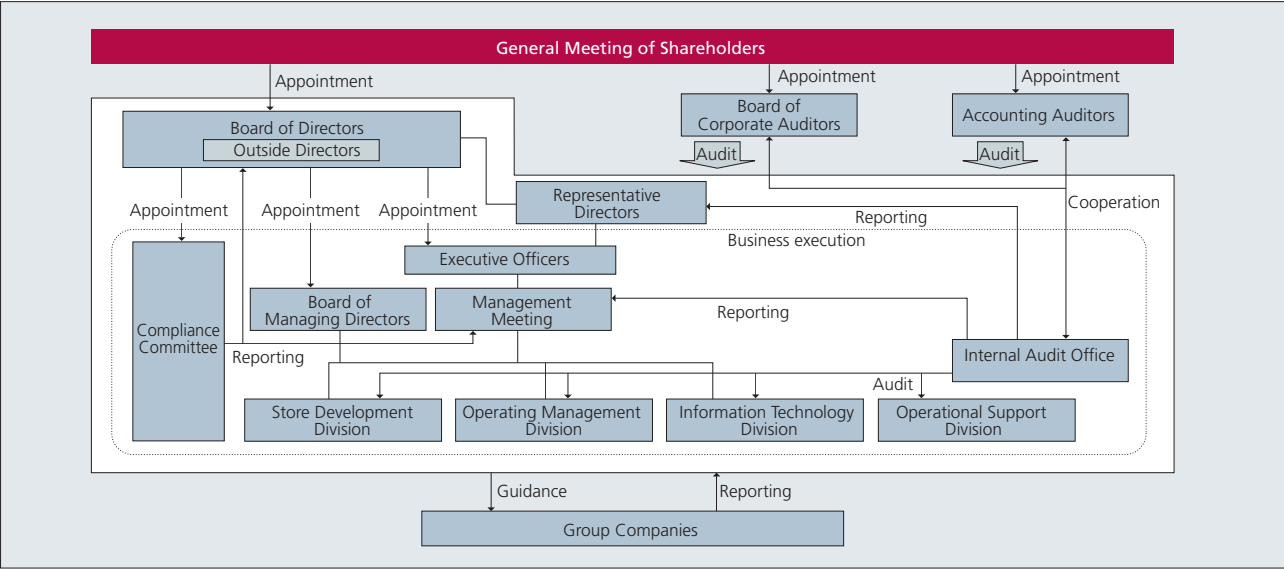 General Meeting of Shareholders
Appointment
Appointment
Appointment
Board of Directors
Outside Directors
Board of
Corporate Auditors
Accounting Auditors
Audit
Audit
Appointment
Appointment
Appointment
Representative
Directors
Reporting
Cooperation
Business execution
Executive Officers
Compliance
Committee
Board of
Managing Directors
Management
Meeting
Reporting
Reporting
Internal Audit Office
Audit
Store Development
Division
Operating Management
Division
Information Technology
Division
Operational Support
Division
Guidance
Reporting
Group Companies